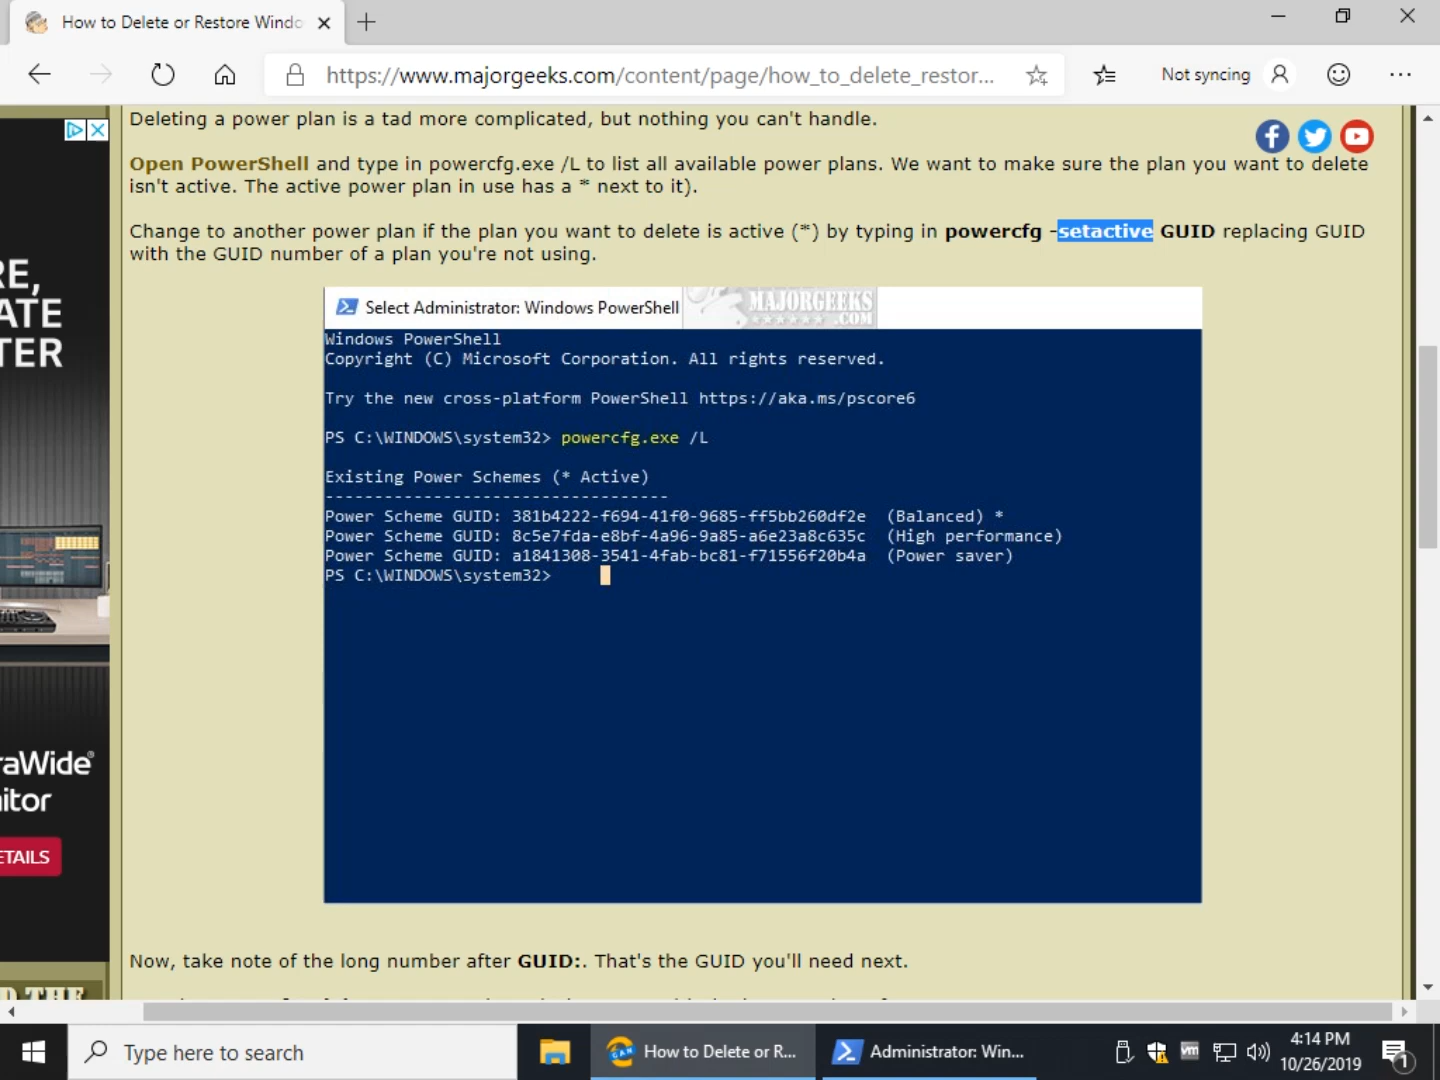 How to Delete or Restore Windo
https://www.majorgeeks.com/content/page/how_to_delete_restor...
Not syncing
Deleting a power plan is a tad more complicated, but nothing you can't handle.
Open PowerShell and type in powercfg.exe /L to list all available power plans. We want to make sure the plan you want to delete
isn't active. The active power plan in use has a * next to it).
Change to another power plan if the plan you want to delete is active (*) by typing in powercfg -setactive GUID replacing GUID
with the GUID number of a plan you're not using.
RE,
ATE
TER
Select Administrator: Windows PowerShell
MAJORGEEKS
.COM
Windows PowerShell
Copyright (C) Microsoft Corporation. All rights reserved.
Try the new cross-platform PowerShell https://aka.ms/pscore6
PS C:\WINDOWS\system32> powercfg.exe /L
Existing Power Schemes (* Active)
-----------------------------------
Power Scheme GUID: 381b4222-f694-41f0-9685-ff5bb260df2e  (Balanced) *
Power Scheme GUID: 8c5e7fda-e8bf-4a96-9a85-a6e23a8c635c  (High performance)
Power Scheme GUID: a1841308-3541-4fab-bc81-f71556f20b4a  (Power saver)
PS C:\WINDOWS\system32>
raWide®
nitor
ETAILS
Now, take note of the long number after GUID:. That's the GUID you'll need next.
D THE
Type here to search
How to Delete or R...
Administrator: Win...
vm
4:14 PM
10/26/2019
1